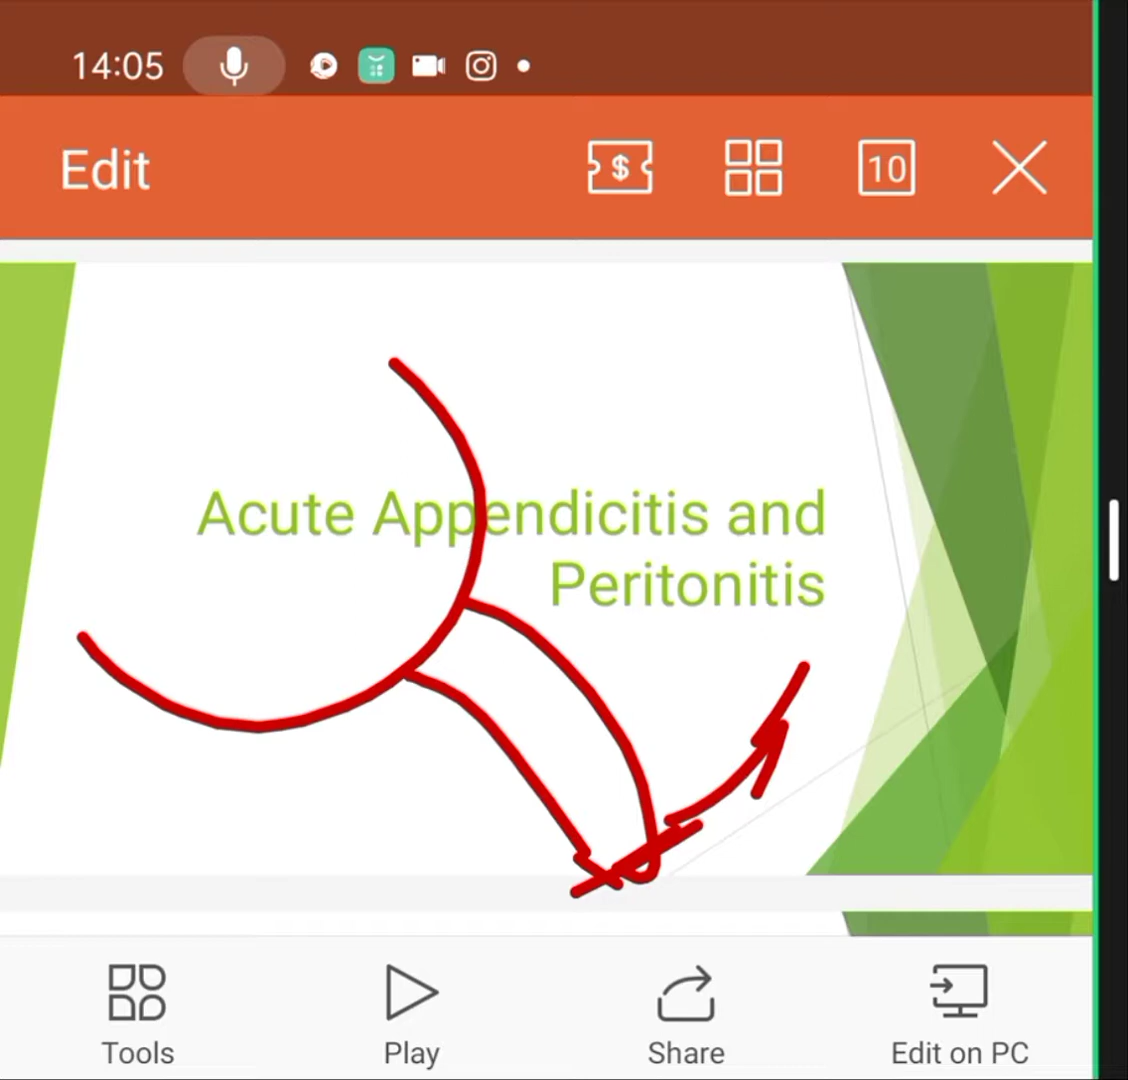 14:05
Edit
$
10
Acute Appendicitis and
Peritonitis
Tools
Play
Share
Edit on PC